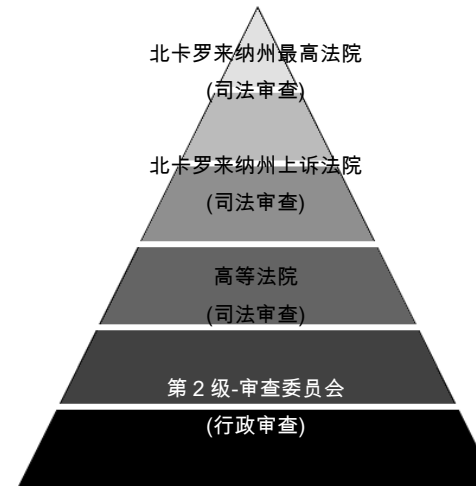 北卡罗来纳州最高法院
(司法审查)
北卡罗来纳州上诉法院
(司法审查)
高等法院
(司法审查)
第 2 级-审查委员会
(行政审查)